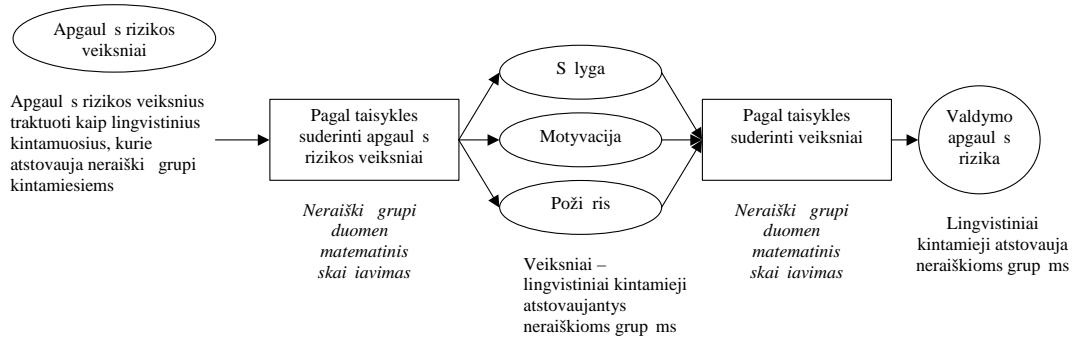 Apgaul s rizikos
veiksniai
Apgaul s rizikos veiksnius
traktuoti kaip lingvistinius
kintamuosius, kurie
atstovauja neraiški grupi
kintamiesiems
Pagal taisykles
suderinti apgaul s
rizikos veiksniai
Neraiški grupi
duomen
matematinis
skai iavimas
S lyga
Motyvacija
Poži ris
Veiksniai –
lingvistiniai kintamieji
atstovaujantys
neraiškioms grup ms
Pagal taisykles
suderinti veiksniai
Neraiški grupi
duomen
matematinis
skai iavimas
Valdymo
apgaul s
rizika
Lingvistiniai
kintamieji atstovauja
neraiškioms grup ms